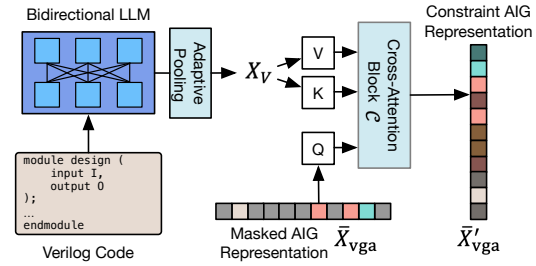 Bidirectional LLM
Adaptive
Pooling
X_V
V
K
Q
Cross-Attention
Block 𝒞
Constraint AIG
Representation
module design (
input I,
output O
);
...
endmodule
Verilog Code
Masked AIG
Representation X̄_vga
X̄′_vga